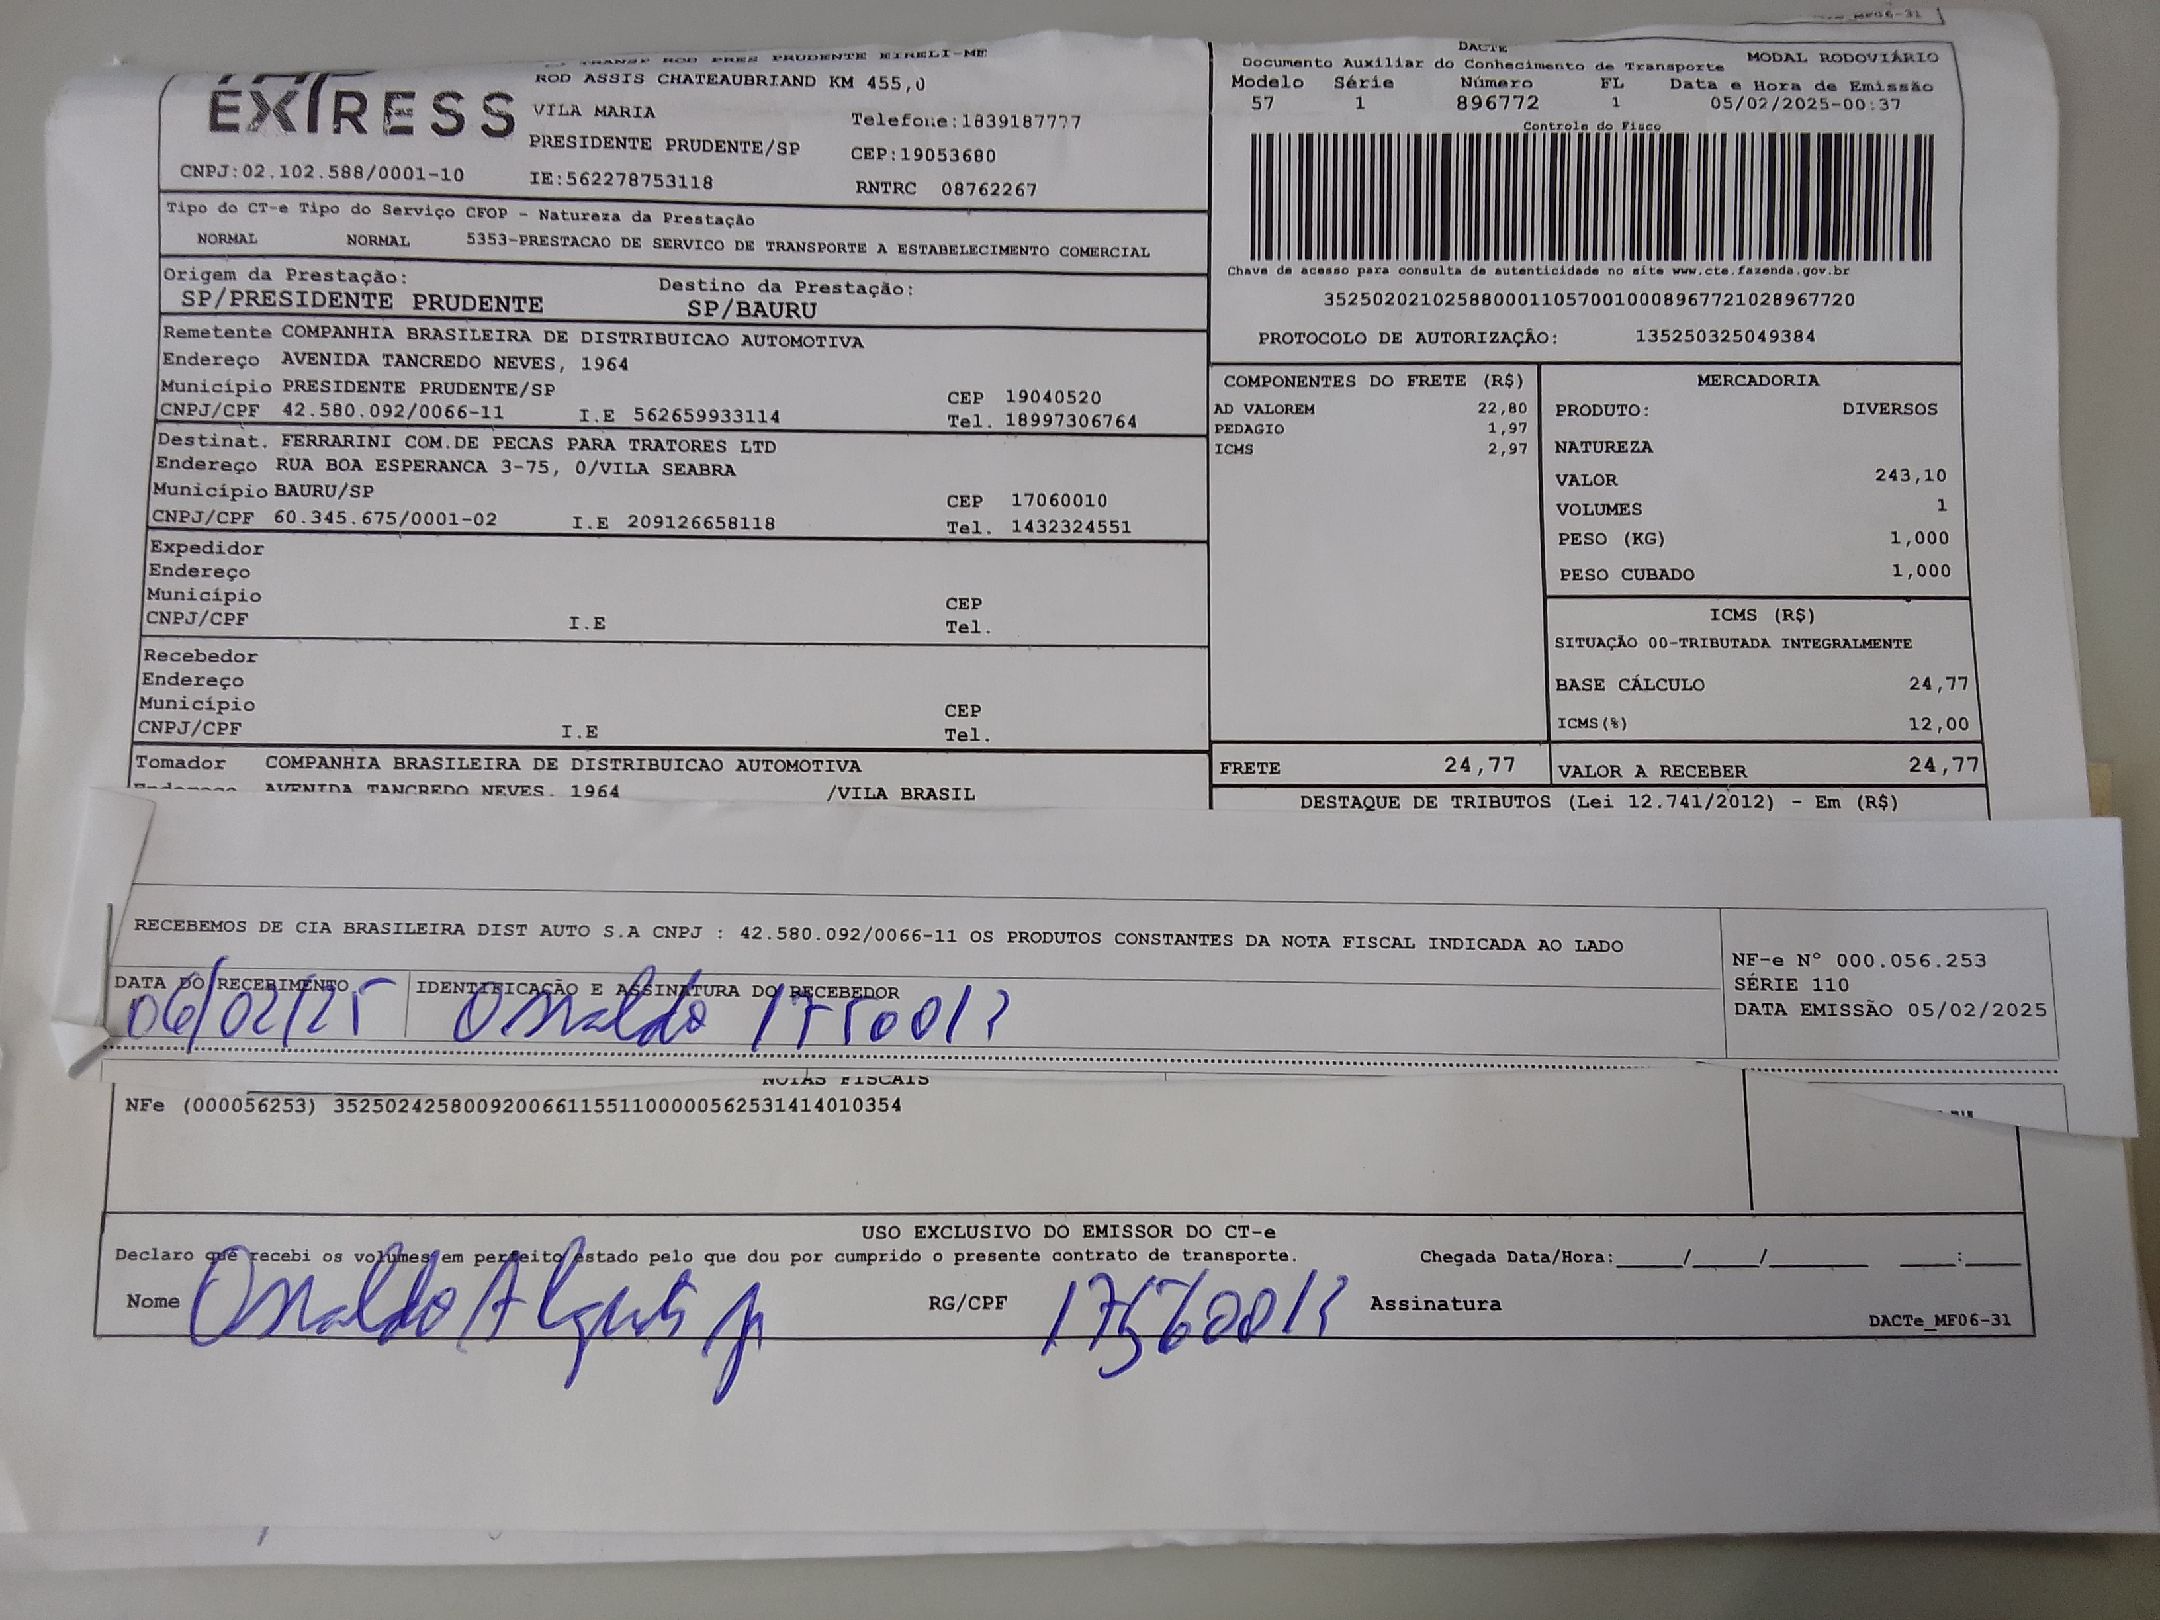 TRANSP ROD PRES PRUDENTE EIRELI-ME
EXPRESS
ROD ASSIS CHATEAUBRIAND KM 455,0
VILA MARIA
Telefone:1839187777
PRESIDENTE PRUDENTE/SP
CEP:19053680
CNPJ:02.102.588/0001-10
IE:562278753118
RNTRC 08762267
Tipo do CT-e Tipo do Serviço CFOP - Natureza da Prestação
NORMAL NORMAL 5353-PRESTACAO DE SERVICO DE TRANSPORTE A ESTABELECIMENTO COMERCIAL
Origem da Prestação: Destino da Prestação:
SP/PRESIDENTE PRUDENTE SP/BAURU
Remetente COMPANHIA BRASILEIRA DE DISTRIBUICAO AUTOMOTIVA
Endereço AVENIDA TANCREDO NEVES, 1964
Município PRESIDENTE PRUDENTE/SP CEP 19040520
CNPJ/CPF 42.580.092/0066-11 I.E 562659933114 Tel. 18997306764
Destinat. FERRARINI COM.DE PECAS PARA TRATORES LTD
Endereço RUA BOA ESPERANCA 3-75, 0/VILA SEABRA
Município BAURU/SP CEP 17060010
CNPJ/CPF 60.345.675/0001-02 I.E 209126658118 Tel. 1432324551
Expedidor
Endereço
Município CEP
CNPJ/CPF I.E Tel.
Recebedor
Endereço
Município CEP
CNPJ/CPF I.E Tel.
Tomador COMPANHIA BRASILEIRA DE DISTRIBUICAO AUTOMOTIVA
Endereço AVENIDA TANCREDO NEVES, 1964 /VILA BRASIL
DACTE
Documento Auxiliar do Conhecimento de Transporte MODAL RODOVIÁRIO
Modelo Série Número FL Data e Hora de Emissão
57 1 896772 1 05/02/2025-00:37
Controle do Fisco
Chave de acesso para consulta de autenticidade no site www.cte.fazenda.gov.br
35250202102588000110570010008967721028967720
PROTOCOLO DE AUTORIZAÇÃO: 135250325049384
COMPONENTES DO FRETE (R$)
AD VALOREM 22,80
PEDAGIO 1,97
ICMS 2,97
FRETE 24,77
MERCADORIA
PRODUTO: DIVERSOS
NATUREZA
VALOR 243,10
VOLUMES 1
PESO (KG) 1,000
PESO CUBADO 1,000
ICMS (R$)
SITUAÇÃO 00-TRIBUTADA INTEGRALMENTE
BASE CÁLCULO 24,77
ICMS(%) 12,00
VALOR A RECEBER 24,77
DESTAQUE DE TRIBUTOS (Lei 12.741/2012) - Em (R$)
RECEBEMOS DE CIA BRASILEIRA DIST AUTO S.A CNPJ : 42.580.092/0066-11 OS PRODUTOS CONSTANTES DA NOTA FISCAL INDICADA AO LADO
DATA DO RECEBIMENTO IDENTIFICAÇÃO E ASSINATURA DO RECEBEDOR
06/02/25 Osnaldo
NF-e N° 000.056.253
SÉRIE 110
DATA EMISSÃO 05/02/2025
NOTAS FISCAIS
NFe (000056253) 35250242580092006611551100000562531414010354
USO EXCLUSIVO DO EMISSOR DO CT-e
Declaro que recebi os volumes em perfeito estado pelo que dou por cumprido o presente contrato de transporte. Chegada Data/Hora:____/____/______ ____:____
Nome Osnaldo RG/CPF Assinatura
DACTe_MF06-31